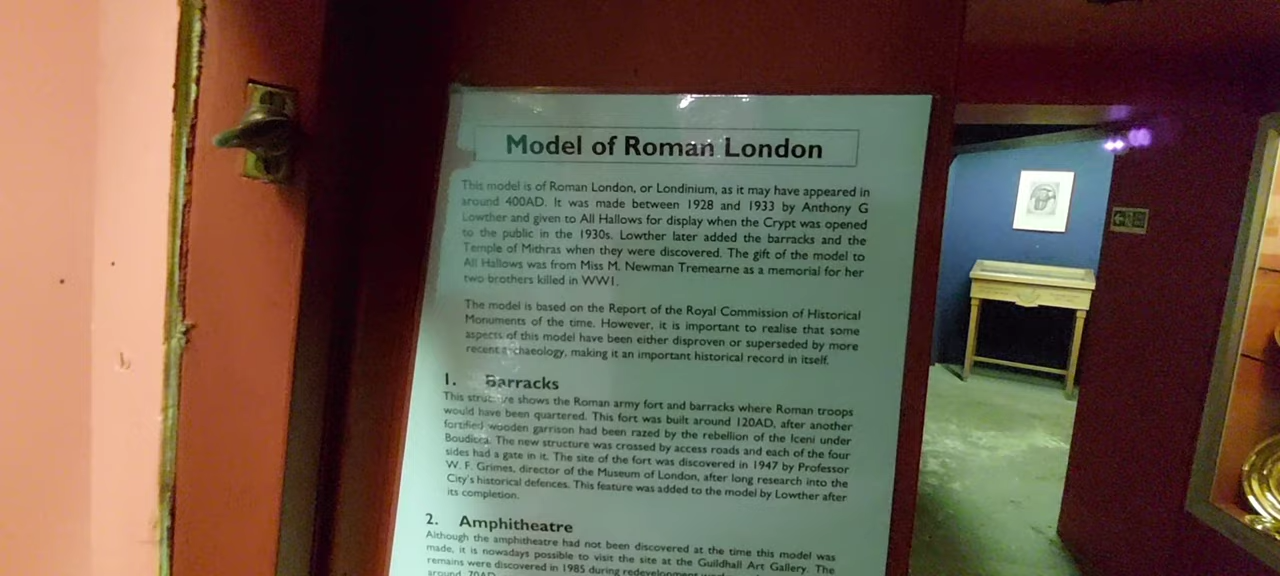 Model of Roman London
This model is of Roman London, or Londinium, as it may have appeared in
around 400AD. It was made between 1928 and 1933 by Anthony G
Lowther and given to All Hallows for display when the Crypt was opened
to the public in the 1930s. Lowther later added the barracks and the
Temple of Mithras when they were discovered. The gift of the model to
All Hallows was from Miss M. Newman Tremearne as a memorial for her
two brothers killed in WW1.
The model is based on the Report of the Royal Commission of Historical
Monuments of the time. However, it is important to realise that some
aspects of this model have been either disproven or superseded by more
recent archaeology, making it an important historical record in itself.
1. Barracks
This structure shows the Roman army fort and barracks where Roman troops
would have been quartered. This fort was built around 120AD, after another
fortified wooden garrison had been razed by the rebellion of the Iceni under
Boudicca. The new structure was crossed by access roads and each of the four
sides had a gate in it. The site of the fort was discovered in 1947 by Professor
W. F. Grimes, director of the Museum of London, after long research into the
City's historical defences. This feature was added to the model by Lowther after
its completion.
2. Amphitheatre
Although the amphitheatre had not been discovered at the time this model was
made, it is nowadays possible to visit the site at the Guildhall Art Gallery. The
remains were discovered in 1985 during redevelopment
around 70AD